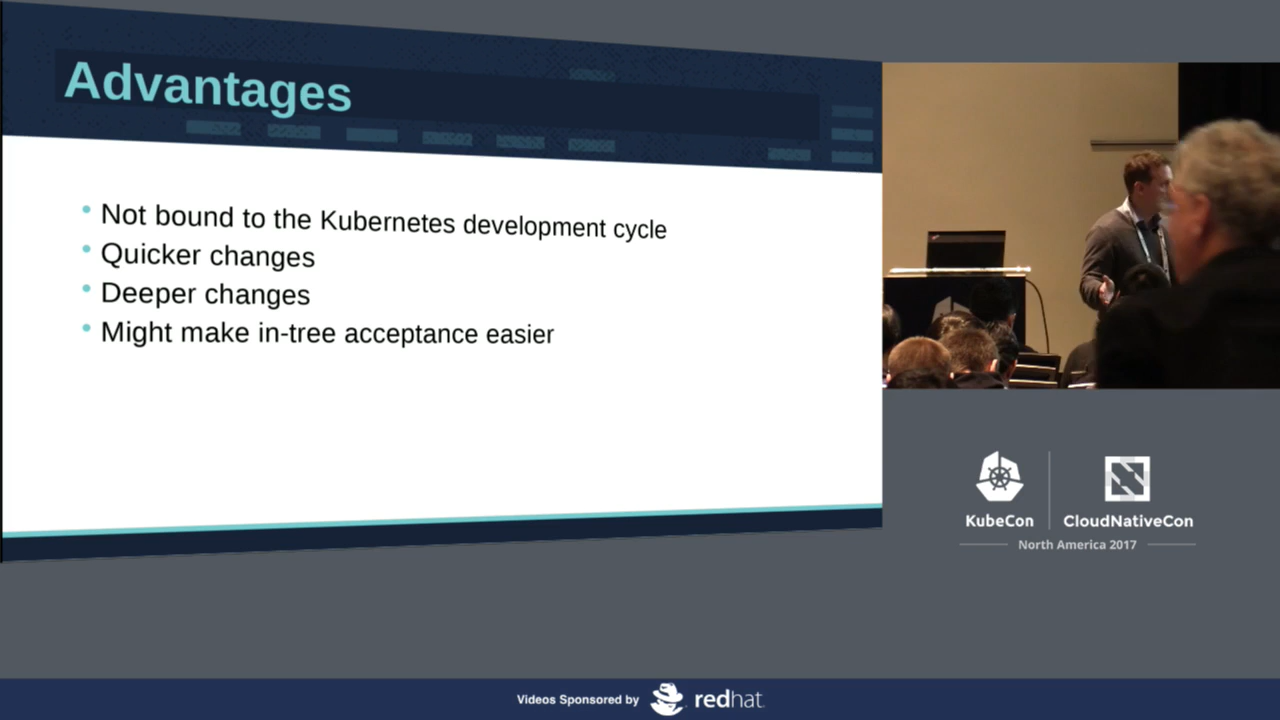 Advantages
Not bound to the Kubernetes development cycle
Quicker changes
Deeper changes
Might make in-tree acceptance easier
KubeCon
CloudNativeCon
North America 2017
Videos Sponsored by redhat